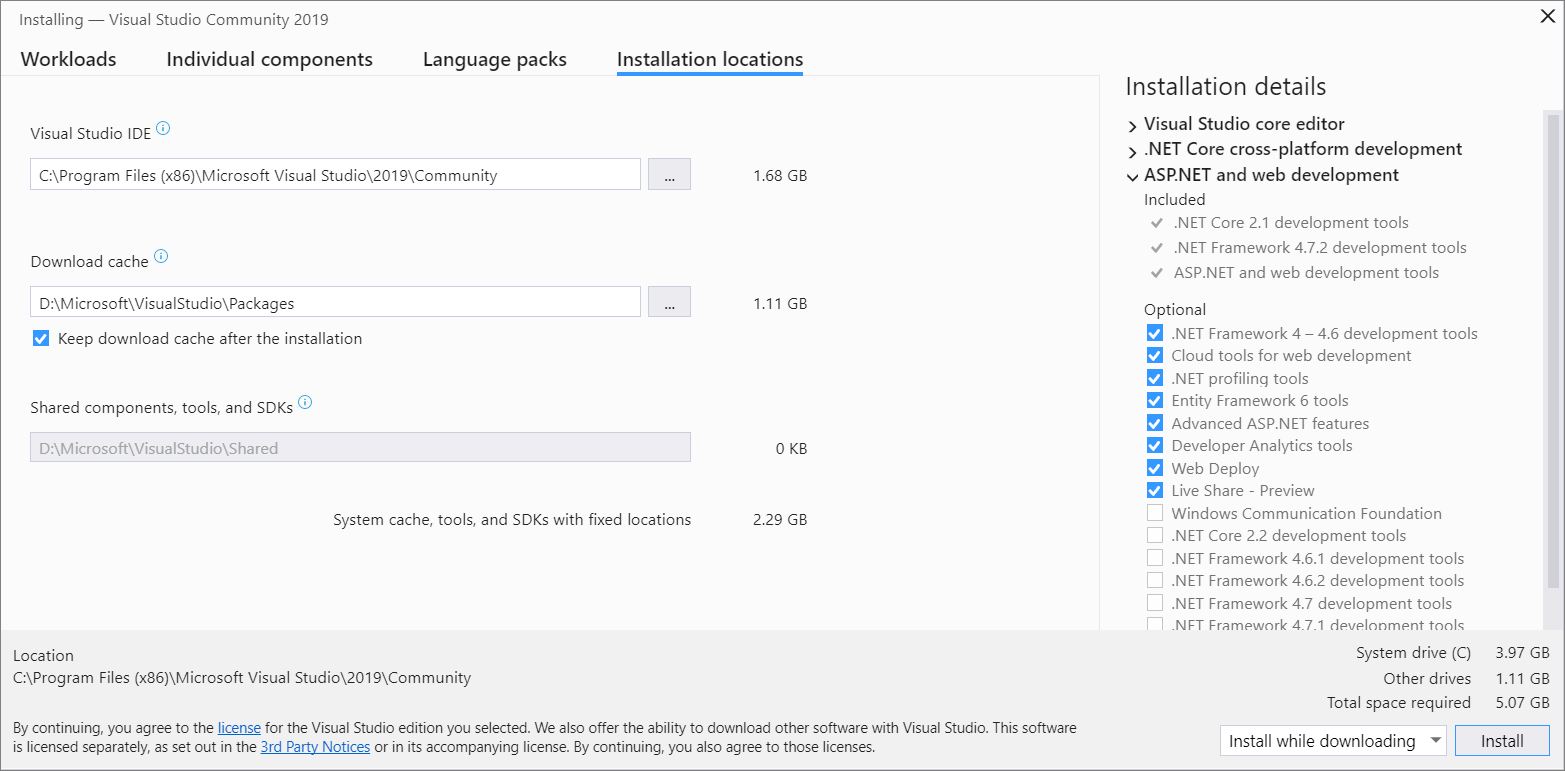 Installing — Visual Studio Community 2019
Workloads
Individual components
Language packs
Installation locations
Visual Studio IDE
C:\Program Files (x86)\Microsoft Visual Studio\2019\Community
...
1.68 GB
Download cache
D:\Microsoft\VisualStudio\Packages
...
1.11 GB
Keep download cache after the installation
Shared components, tools, and SDKs
D:\Microsoft\VisualStudio\Shared
0 KB
System cache, tools, and SDKs with fixed locations
2.29 GB
Installation details
Visual Studio core editor
.NET Core cross-platform development
ASP.NET and web development
Included
.NET Core 2.1 development tools
.NET Framework 4.7.2 development tools
ASP.NET and web development tools
Optional
.NET Framework 4 – 4.6 development tools
Cloud tools for web development
.NET profiling tools
Entity Framework 6 tools
Advanced ASP.NET features
Developer Analytics tools
Web Deploy
Live Share - Preview
Windows Communication Foundation
.NET Core 2.2 development tools
.NET Framework 4.6.1 development tools
.NET Framework 4.6.2 development tools
.NET Framework 4.7 development tools
.NET Framework 4.7.1 development tools
Location
C:\Program Files (x86)\Microsoft Visual Studio\2019\Community
System drive (C) 3.97 GB
Other drives 1.11 GB
Total space required 5.07 GB
By continuing, you agree to the license for the Visual Studio edition you selected. We also offer the ability to download other software with Visual Studio. This software
is licensed separately, as set out in the 3rd Party Notices or in its accompanying license. By continuing, you also agree to those licenses.
Install while downloading
Install